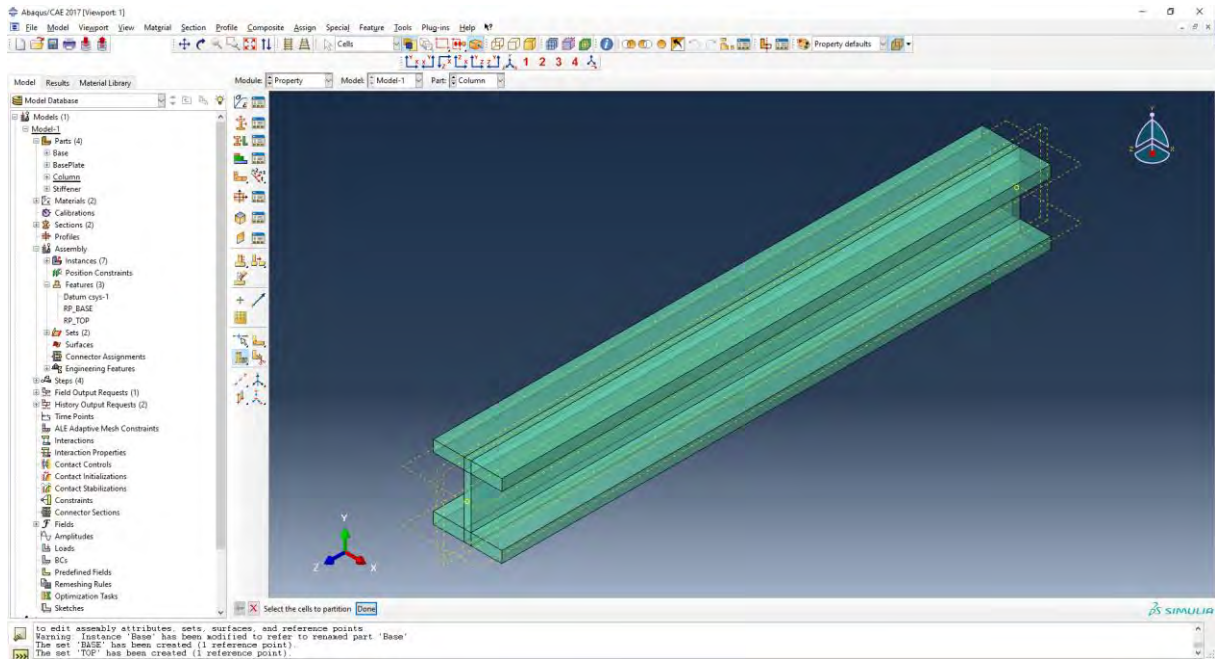 Abaqus/CAE 2017 [Viewport: 1]
File Model Viewport View Material Section Profile Composite Assign Special Feature Tools Plug-ins Help
Cells
Property defaults
1 2 3 4
Model Results Material Library
Module: Property Model: Model-1 Part: Column
Model Database
Models (1)
Model-1
Parts (4)
Base
BasePlate
Column
Stiffener
Materials (2)
Calibrations
Sections (2)
Profiles
Assembly
Instances (7)
Position Constraints
Features (3)
Datum csys-1
RP_BASE
RP_TOP
Sets (2)
Surfaces
Connector Assignments
Engineering Features
Steps (4)
Field Output Requests (1)
History Output Requests (2)
Time Points
ALE Adaptive Mesh Constraints
Interactions
Interaction Properties
Contact Controls
Contact Initializations
Contact Stabilizations
Constraints
Connector Sections
Fields
Amplitudes
Loads
BCs
Predefined Fields
Remeshing Rules
Optimization Tasks
Sketches
Y
Z X
Y
Z X
Select the cells to partition Done
SIMULIA
to edit assembly attributes, sets, surfaces, and reference points
Warning: Instance 'Base' has been modified to refer to renamed part 'Base'
The set 'BASE' has been created (1 reference point).
The set 'TOP' has been created (1 reference point).